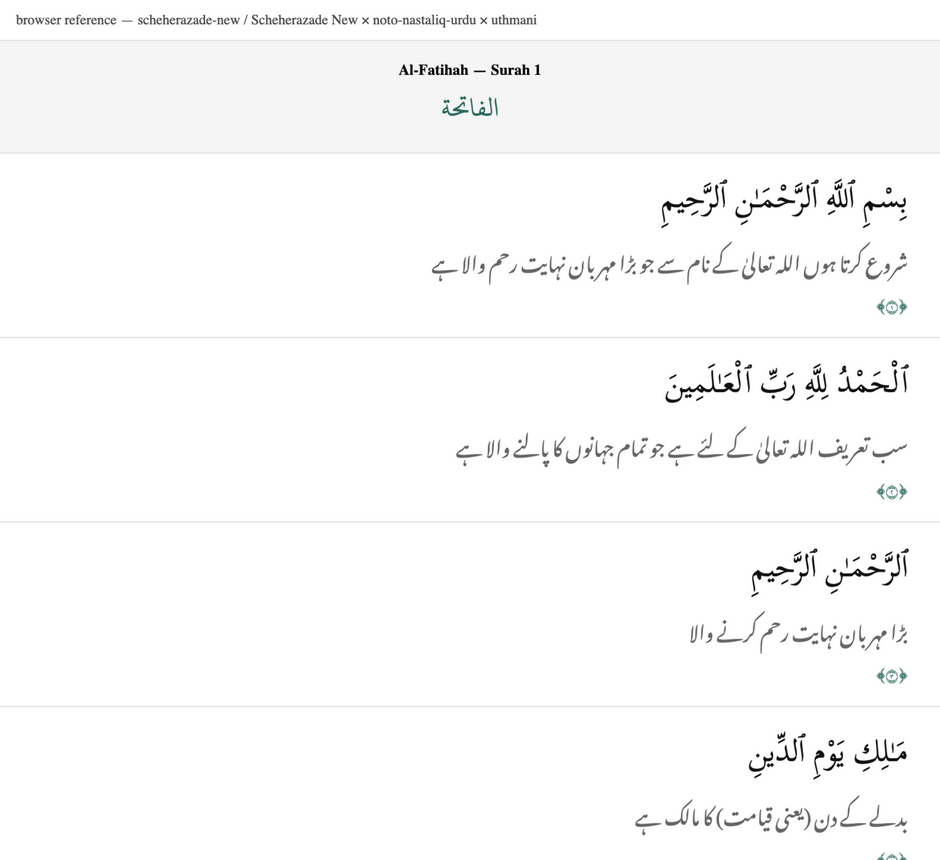 browser reference — scheherazade-new / Scheherazade New × noto-nastaliq-urdu × uthmani
Al-Fatihah — Surah 1
الفاتحة
بِسْمِ ٱللَّهِ ٱلرَّحْمَـٰنِ ٱلرَّحِيمِ
شروع کرتا ہوں اللہ تعالیٰ کے نام سے جو بڑا مہربان نہایت رحم والا ہے
﴿١﴾
ٱلْحَمْدُ لِلَّهِ رَبِّ ٱلْعَـٰلَمِينَ
سب تعریف اللہ تعالیٰ کے لئے ہے جو تمام جہانوں کا پالنے والا ہے
﴿٢﴾
ٱلرَّحْمَـٰنِ ٱلرَّحِيمِ
بڑا مہربان نہایت رحم کرنے والا
﴿٣﴾
مَـٰلِكِ يَوْمِ ٱلدِّينِ
بدلے کے دن (یعنی قیامت) کا مالک ہے